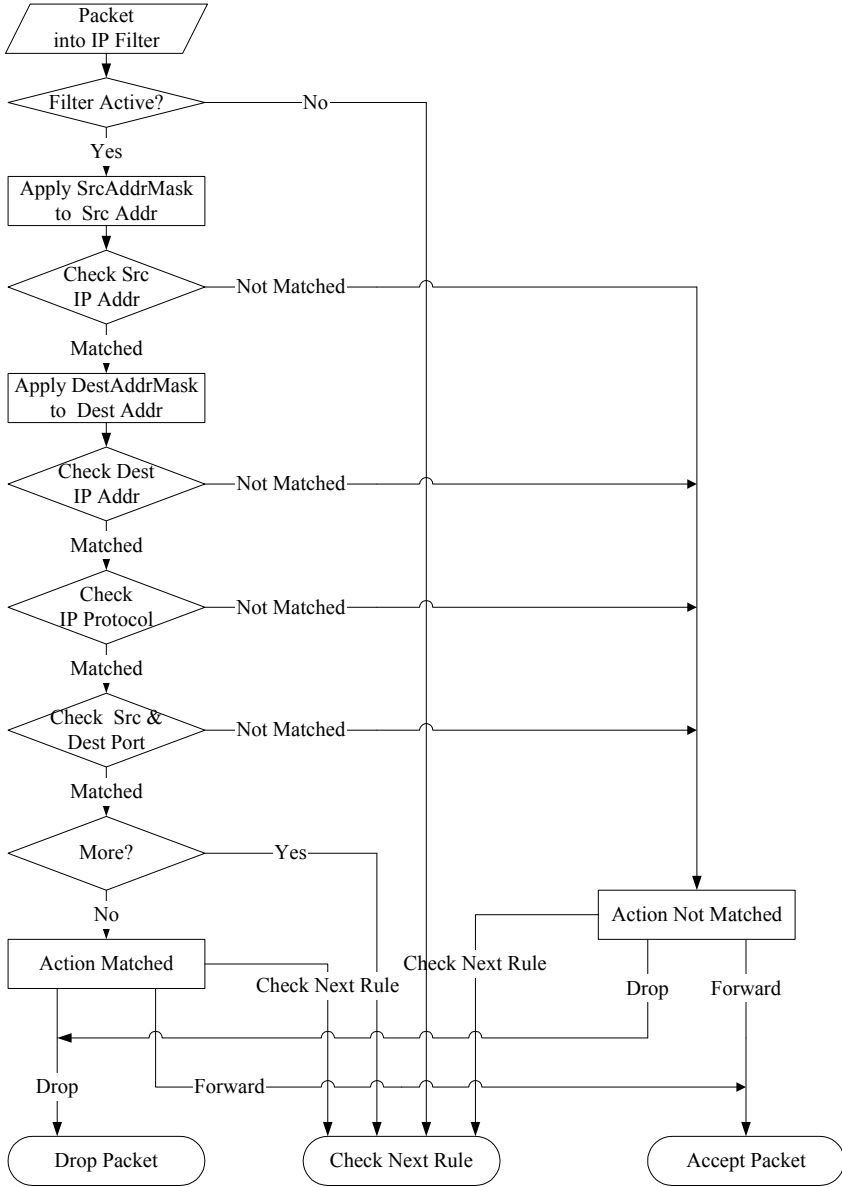 Packet
into IP Filter
Filter Active?
No
Yes
Apply SrcAddrMask
to Src Addr
Check Src
IP Addr
Not Matched
Matched
Apply DestAddrMask
to Dest Addr
Check Dest
IP Addr
Not Matched
Matched
Check
IP Protocol
Not Matched
Matched
Check Src &
Dest Port
Not Matched
Matched
More?
Yes
No
Action Not Matched
Action Matched
Check Next Rule
Check Next Rule
Drop
Forward
Drop
Forward
Drop Packet
Check Next Rule
Accept Packet